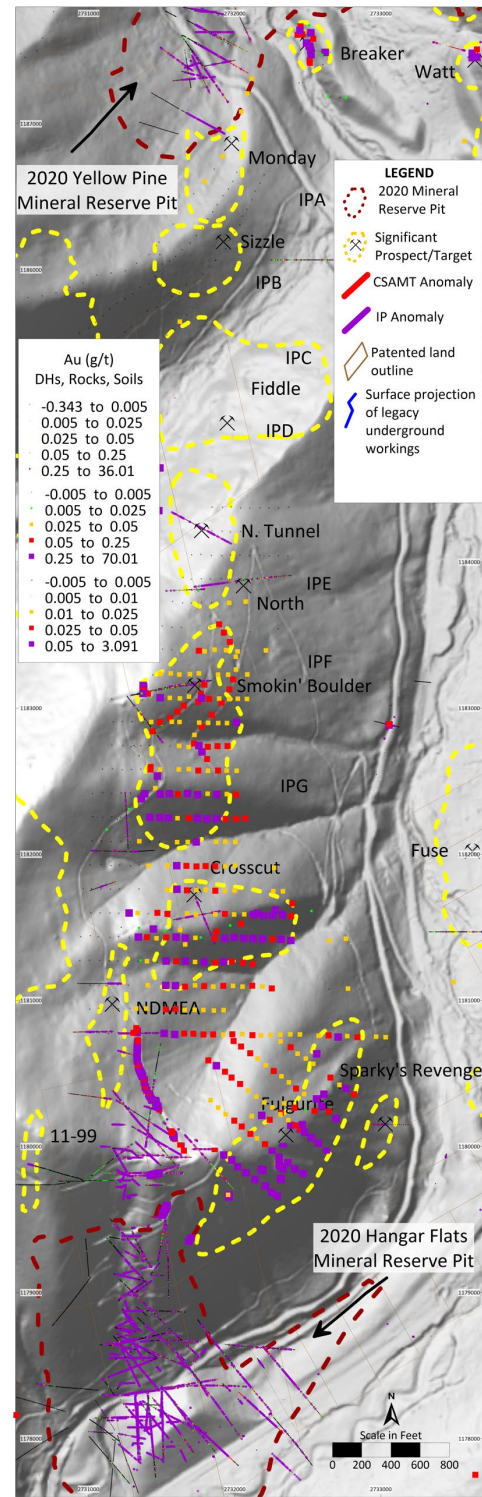 2731000
2732000
2733000
Breaker
Watt
1187000
2020 Yellow Pine
Mineral Reserve Pit
Monday
IPA
Sizzle
1186000
IPB
LEGEND
2020 Mineral
Reserve Pit
Significant
Prospect/Target
CSAMT Anomaly
IP Anomaly
Patented land
outline
Surface projection
of legacy
underground
workings
Au (g/t)
DHs, Rocks, Soils
-0.343 to 0.005
0.005 to 0.025
0.025 to 0.05
0.05 to 0.25
0.25 to 36.01
-0.005 to 0.005
0.005 to 0.025
0.025 to 0.05
0.05 to 0.25
0.25 to 70.01
-0.005 to 0.005
0.005 to 0.01
0.01 to 0.025
0.025 to 0.05
0.05 to 3.091
IPC
Fiddle
IPD
N. Tunnel
1184000
IPE
North
IPF
Smokin' Boulder
1183000
1183000
IPG
1182000
Crosscut
Fuse
1182000
1181000
NDMEA
1181000
Sparky's Revenge
Fulgurite
11-99
1180000
1180000
2020 Hangar Flats
Mineral Reserve Pit
1179000
1179000
N
Scale in Feet
0 200 400 600 800
1178000
1178000
2731000
2732000
2733000